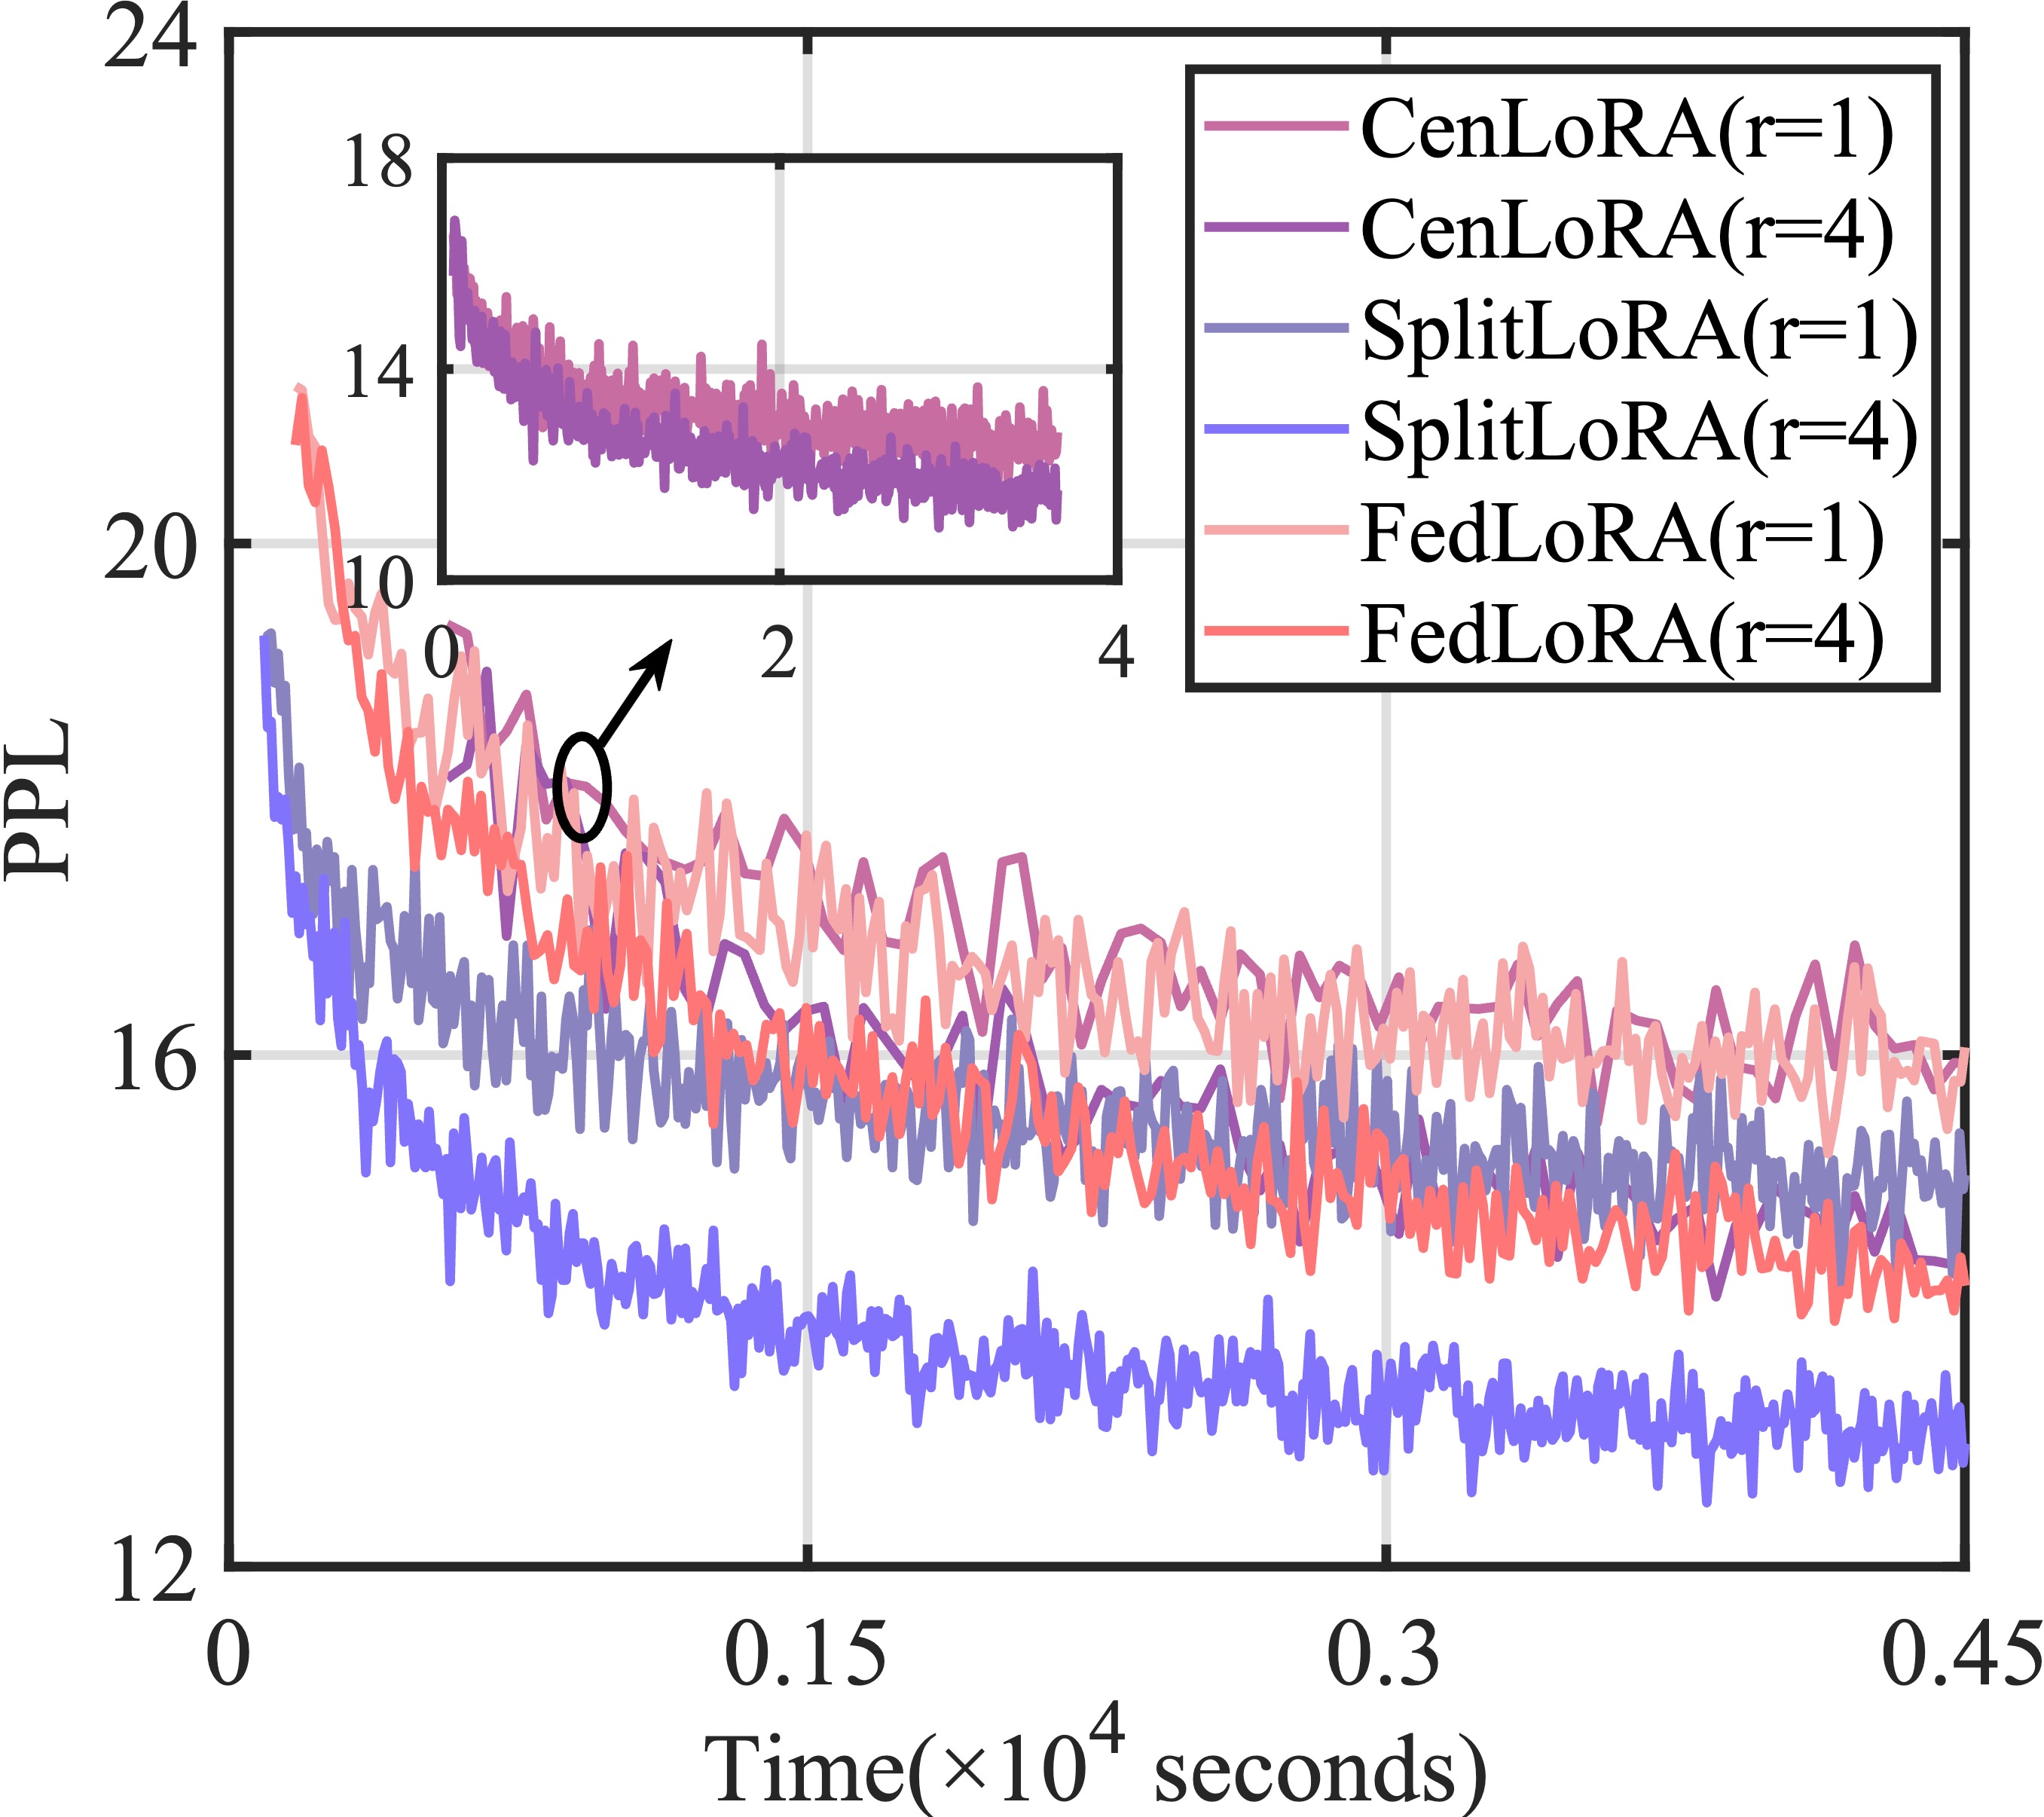 24
20
16
12
PPL
18
14
10
0
2
4
CenLoRA(r=1)
CenLoRA(r=4)
SplitLoRA(r=1)
SplitLoRA(r=4)
FedLoRA(r=1)
FedLoRA(r=4)
0
0.15
0.3
0.45
Time(×10⁴ seconds)